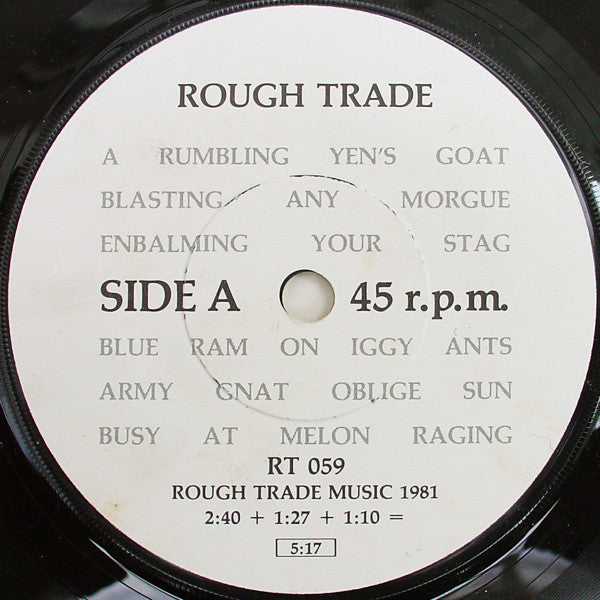 ROUGH TRADE
A RUMBLING YEN'S GOAT
BLASTING ANY MORGUE
ENBALMING YOUR STAG
SIDE A 45 r.p.m.
BLUE RAM ON IGGY ANTS
ARMY GNAT OBLIGE SUN
BUSY AT MELON RAGING
RT 059
ROUGH TRADE MUSIC 1981
2:40 + 1:27 + 1:10 =
5:17